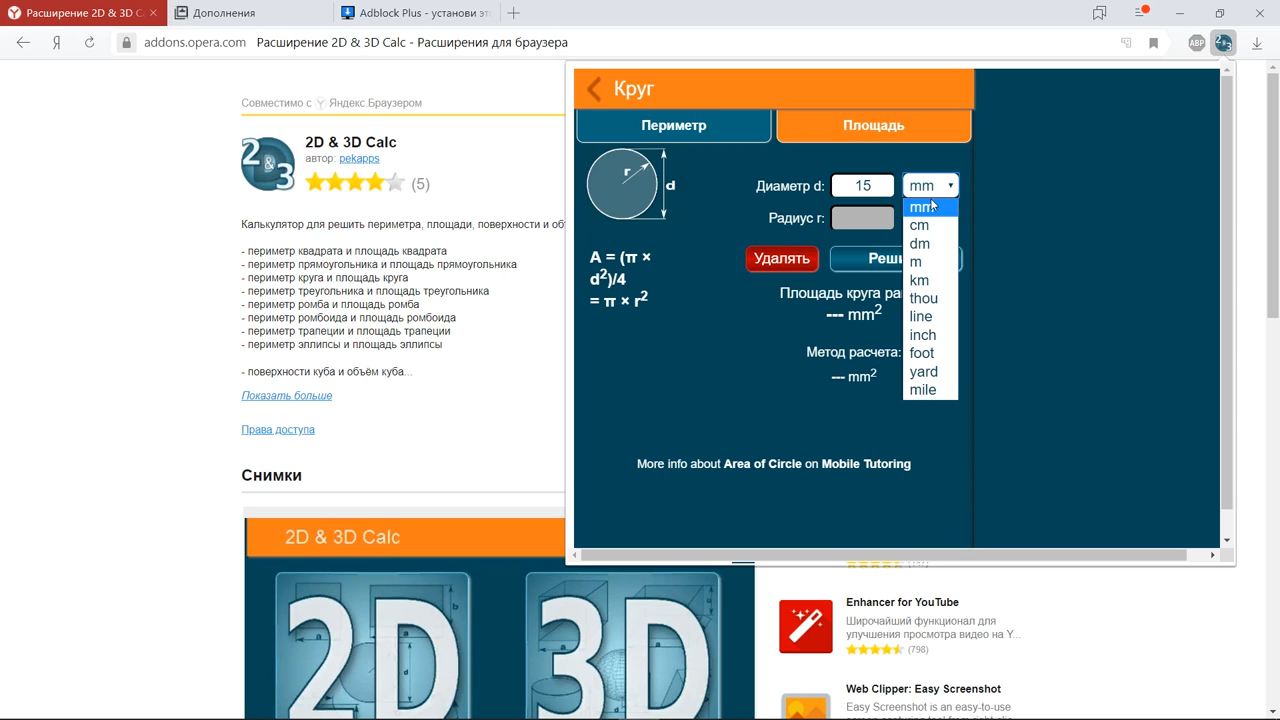 Расширение 2D & 3D C
Дополнения
Adblock Plus - установи эт
addons.opera.com Расширение 2D & 3D Calc - Расширения для браузера
ABP
Совместимо с Яндекс.Браузером
2&3
2D & 3D Calc
автор: pekapps
(5)
Калькулятор для решить периметра, площади, поверхности и об
- периметр квадрата и площадь квадрата
- периметр прямоугольника и площадь прямоугольника
- периметр круга и площадь круга
- периметр треугольника и площадь треугольника
- периметр ромба и площадь ромба
- периметр ромбоида и площадь ромбоида
- периметр трапеции и площадь трапеции
- периметр эллипсы и площадь эллипсы
- поверхности куба и объём куба...
Показать больше
Права доступа
Снимки
2D & 3D Calc
2D
3D
Круг
Периметр
Площадь
r
d
Диаметр d: 15 mm
Радиус r:
mm
cm
dm
m
km
thou
line
inch
foot
yard
mile
A = (π ×
d²)/4
= π × r²
Удалять
Реши
Площадь круга ра
--- mm²
Метод расчета:
--- mm²
More info about Area of Circle on Mobile Tutoring
Enhancer for YouTube
Широчайший функционал для
улучшения просмотра видео на Y...
(798)
Web Clipper: Easy Screenshot
Easy Screenshot is an easy-to-use